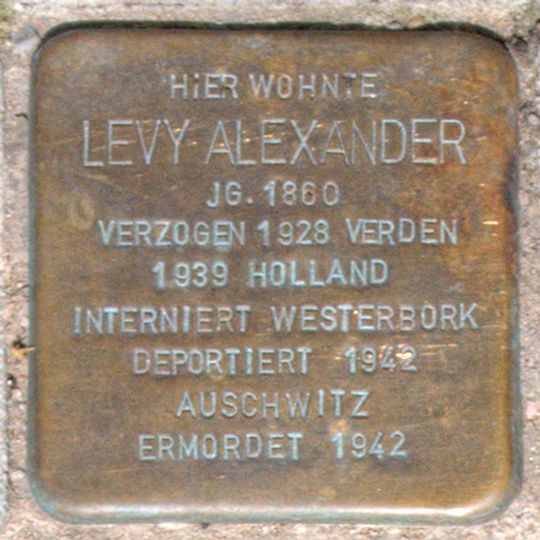 HIER WOHNTE
LEVY ALEXANDER
JG. 1860
VERZOGEN 1928 VERDEN
1939 HOLLAND
INTERNIERT WESTERBORK
DEPORTIERT 1942
AUSCHWITZ
ERMORDET 1942